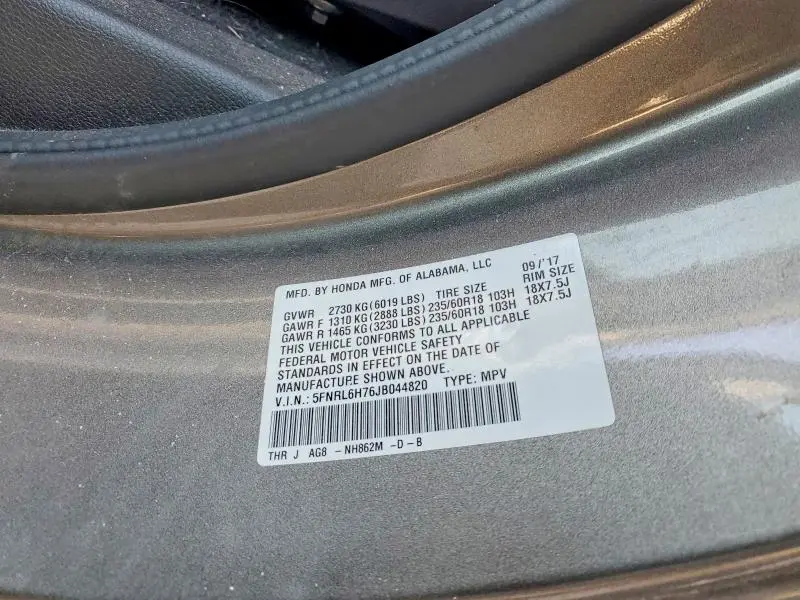 MFD. BY HONDA MFG. OF ALABAMA, LLC 09/'17
GVWR 2730 KG (6019 LBS) TIRE SIZE RIM SIZE
GAWR F 1310 KG (2888 LBS) 235/60R18 103H 18X7.5J
GAWR R 1465 KG (3230 LBS) 235/60R18 103H 18X7.5J
THIS VEHICLE CONFORMS TO ALL APPLICABLE
FEDERAL MOTOR VEHICLE SAFETY
STANDARDS IN EFFECT ON THE DATE OF
MANUFACTURE SHOWN ABOVE.
V.I.N.: 5FNRL6H76JB044820 TYPE: MPV
THR J AG8 -NH862M -D-B